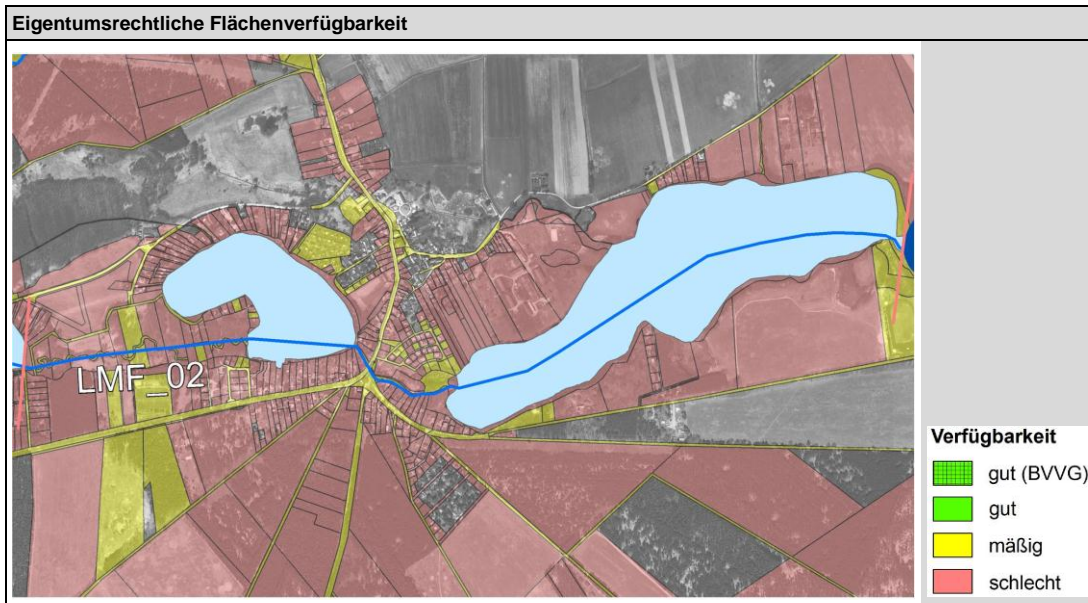 Eigentumsrechtliche Flächenverfügbarkeit
LMF_02
Verfügbarkeit
gut (BVVG)
gut
mäßig
schlecht